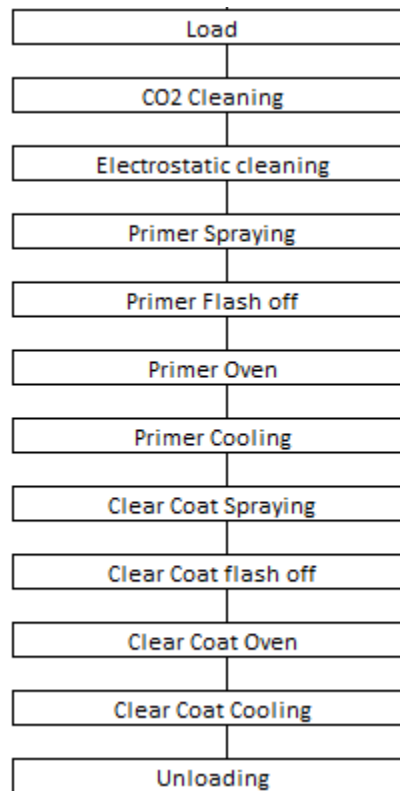 Load
CO2 Cleaning
Electrostatic cleaning
Primer Spraying
Primer Flash off
Primer Oven
Primer Cooling
Clear Coat Spraying
Clear Coat flash off
Clear Coat Oven
Clear Coat Cooling
Unloading